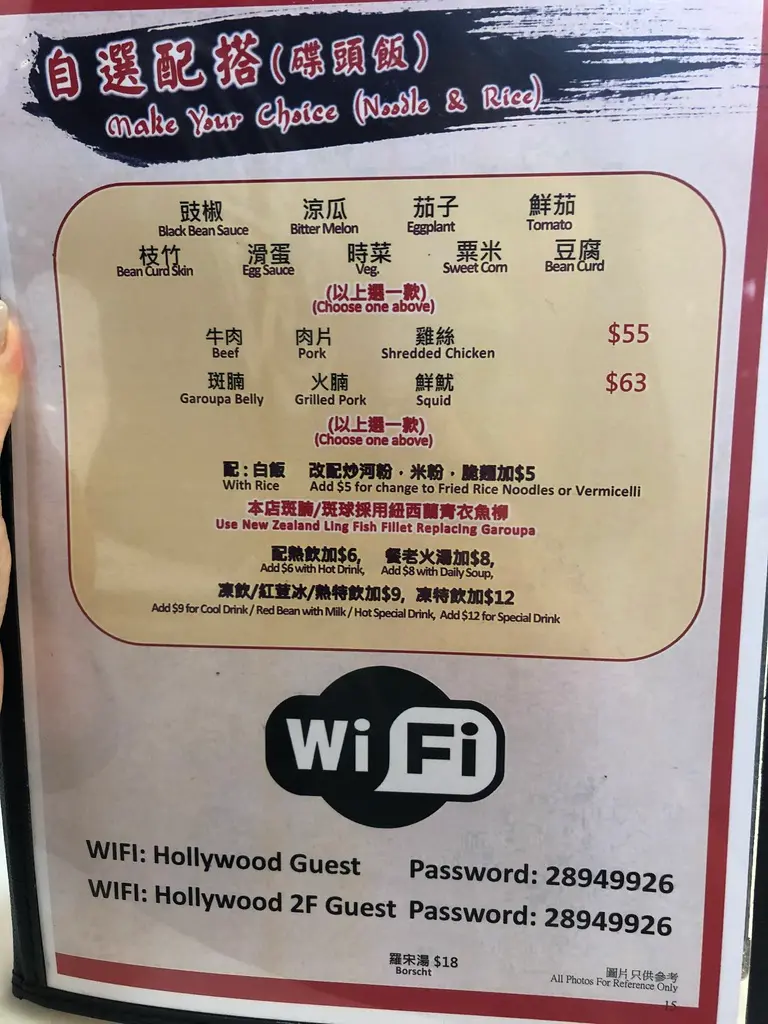 自選配搭(碟頭飯)
Make Your Choice (Noodle & Rice)
豉椒 涼瓜 茄子 鮮茄
Black Bean Sauce Bitter Melon Eggplant Tomato
枝竹 滑蛋 時菜 粟米 豆腐
Bean Curd Skin Egg Sauce Veg. Sweet Corn Bean Curd
(以上選一款)
(Choose one above)
牛肉 肉片 雞絲 $55
Beef Pork Shredded Chicken
斑腩 火腩 鮮魷 $63
Garoupa Belly Grilled Pork Squid
(以上選一款)
(Choose one above)
配:白飯 改配炒河粉·米粉·脆麵加$5
With Rice Add $5 for change to Fried Rice Noodles or Vermicelli
本店斑腩/斑球採用紐西蘭青衣魚柳
Use New Zealand Ling Fish Fillet Replacing Garoupa
配熱飲加$6, 餐老火湯加$8,
Add $6 with Hot Drink, Add $8 with Daily Soup,
凍飲/紅荳冰/熱特飲加$9, 凍特飲加$12
Add $9 for Cool Drink / Red Bean with Milk / Hot Special Drink, Add $12 for Special Drink
WiFi
WIFI: Hollywood Guest Password: 28949926
WIFI: Hollywood 2F Guest Password: 28949926
羅宋湯 $18
Borscht
圖片只供參考
All Photos For Reference Only
15